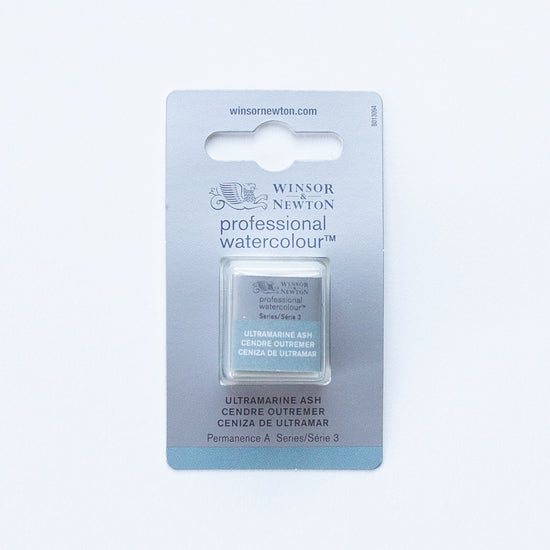 winsornewton.com
B013094
WINSOR
&
NEWTON
professional
watercolour™
WINSOR
&
NEWTON
professional
watercolour™
Series/Série 3
ULTRAMARINE ASH
CENDRE OUTREMER
CENIZA DE ULTRAMAR
ULTRAMARINE ASH
CENDRE OUTREMER
CENIZA DE ULTRAMAR
Permanence A Series/Série 3